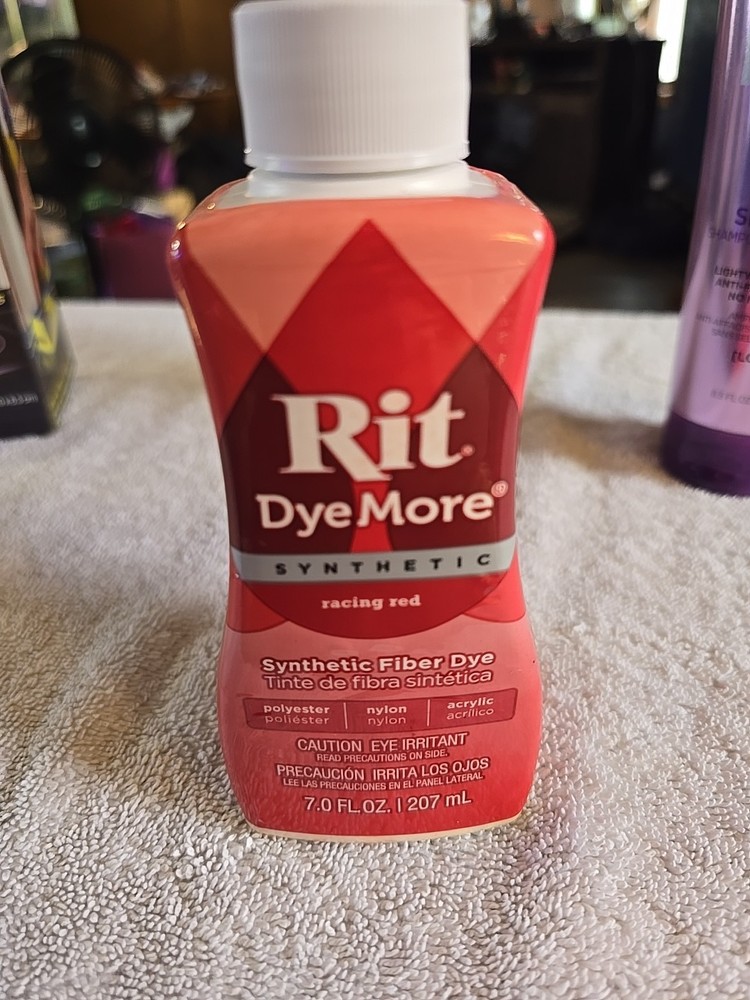 Rit®
DyeMore®
SYNTHETIC
racing red
Synthetic Fiber Dye
Tinte de fibra sintética
polyester nylon acrylic
poliéster nylon acrílico
CAUTION EYE IRRITANT
READ PRECAUTIONS ON SIDE.
PRECAUCIÓN IRRITA LOS OJOS
LEE LAS PRECAUCIONES EN EL PANEL LATERAL
7.0 FL.OZ. | 207 mL